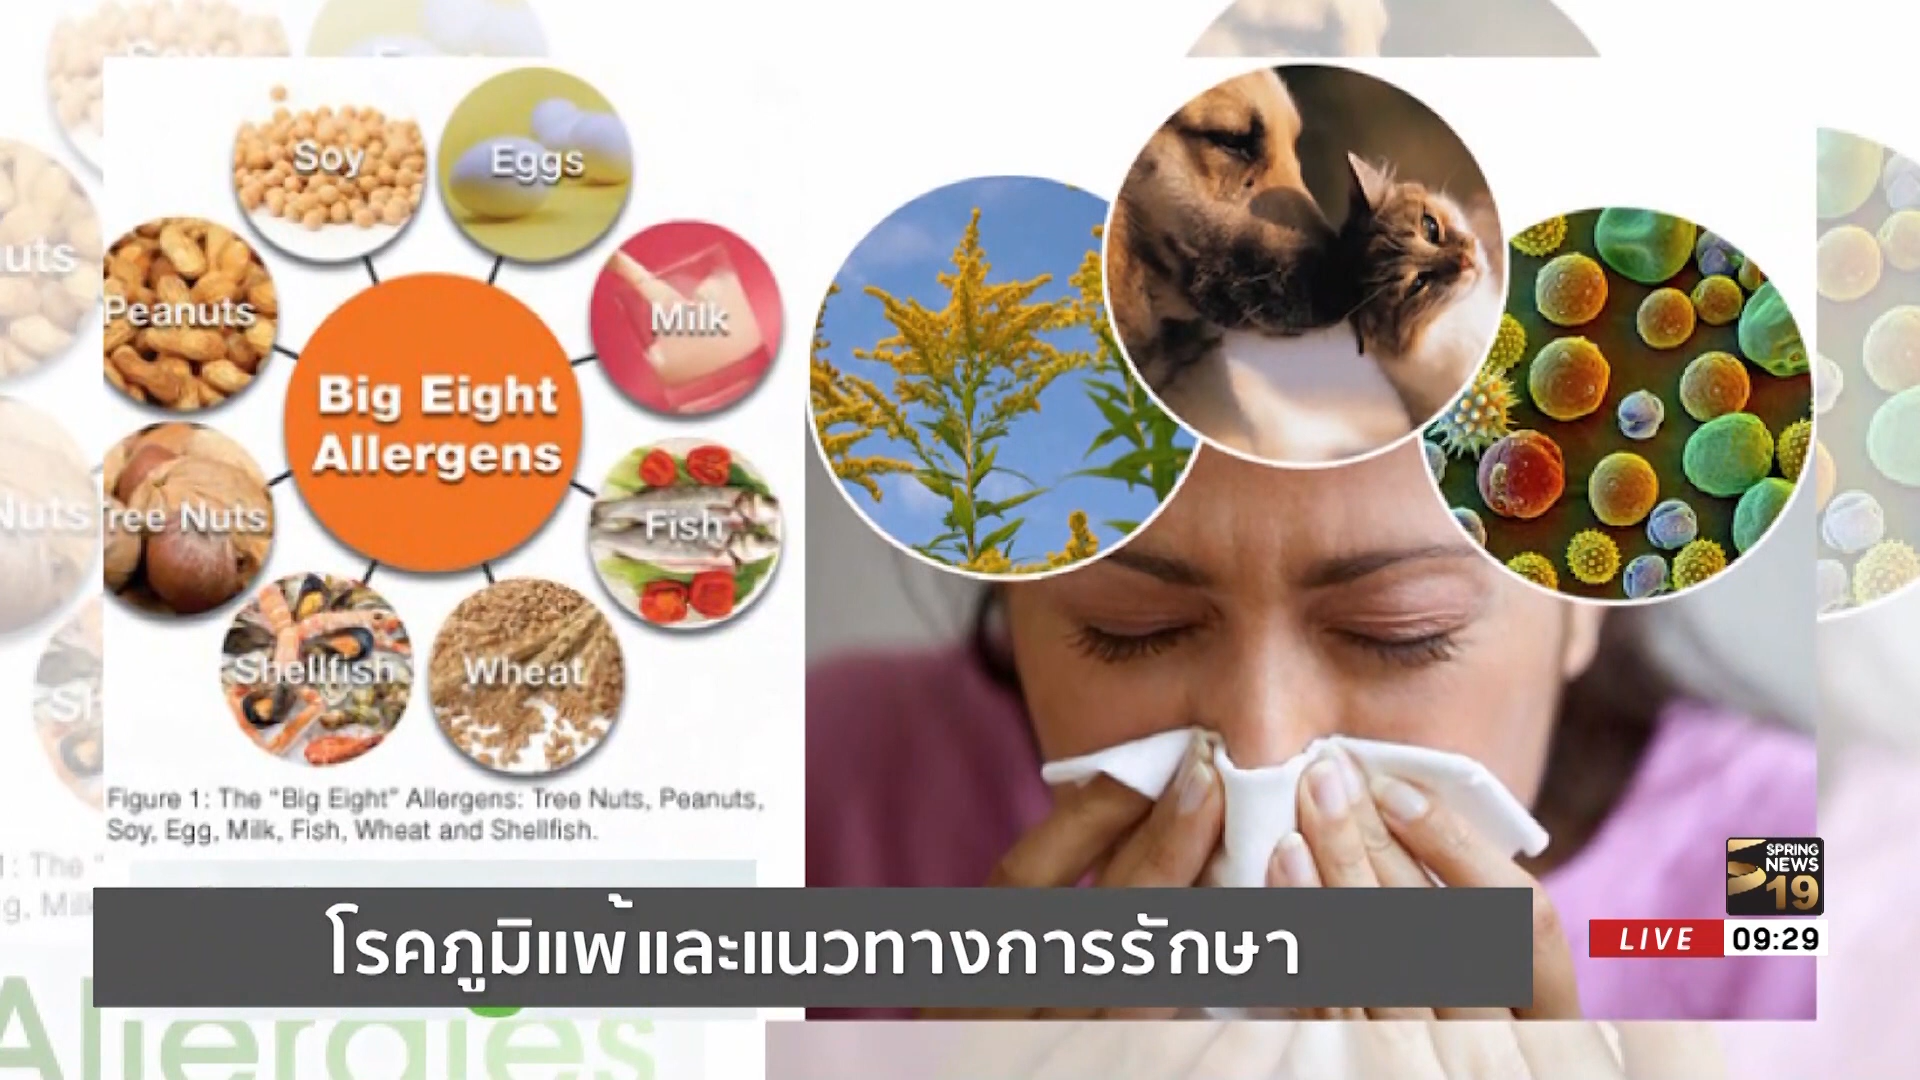 Soy
Eggs
Peanuts
Milk
Big Eight
Allergens
Tree Nuts
Fish
Shellfish
Wheat
Figure 1: The "Big Eight" Allergens: Tree Nuts, Peanuts,
Soy, Egg, Milk, Fish, Wheat and Shellfish.
โรคภูมิแพ้และแนวทางการรักษา
SPRING
NEWS
19
LIVE 09:29
Allergies